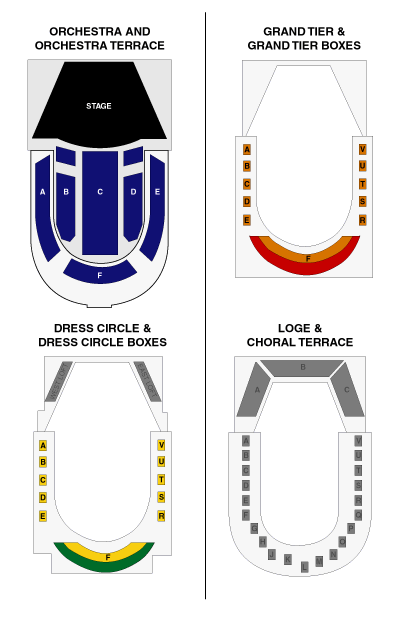 ORCHESTRA AND
ORCHESTRA TERRACE
STAGE
A
B
C
D
E
F
GRAND TIER &
GRAND TIER BOXES
A
B
C
D
E
V
U
T
S
R
F
DRESS CIRCLE &
DRESS CIRCLE BOXES
A
B
C
D
E
V
U
T
S
R
F
LOGE &
CHORAL TERRACE
A
B
C
A
B
C
D
E
F
G
H
J
K
L
M
N
O
P
Q
R
S
T
U
V